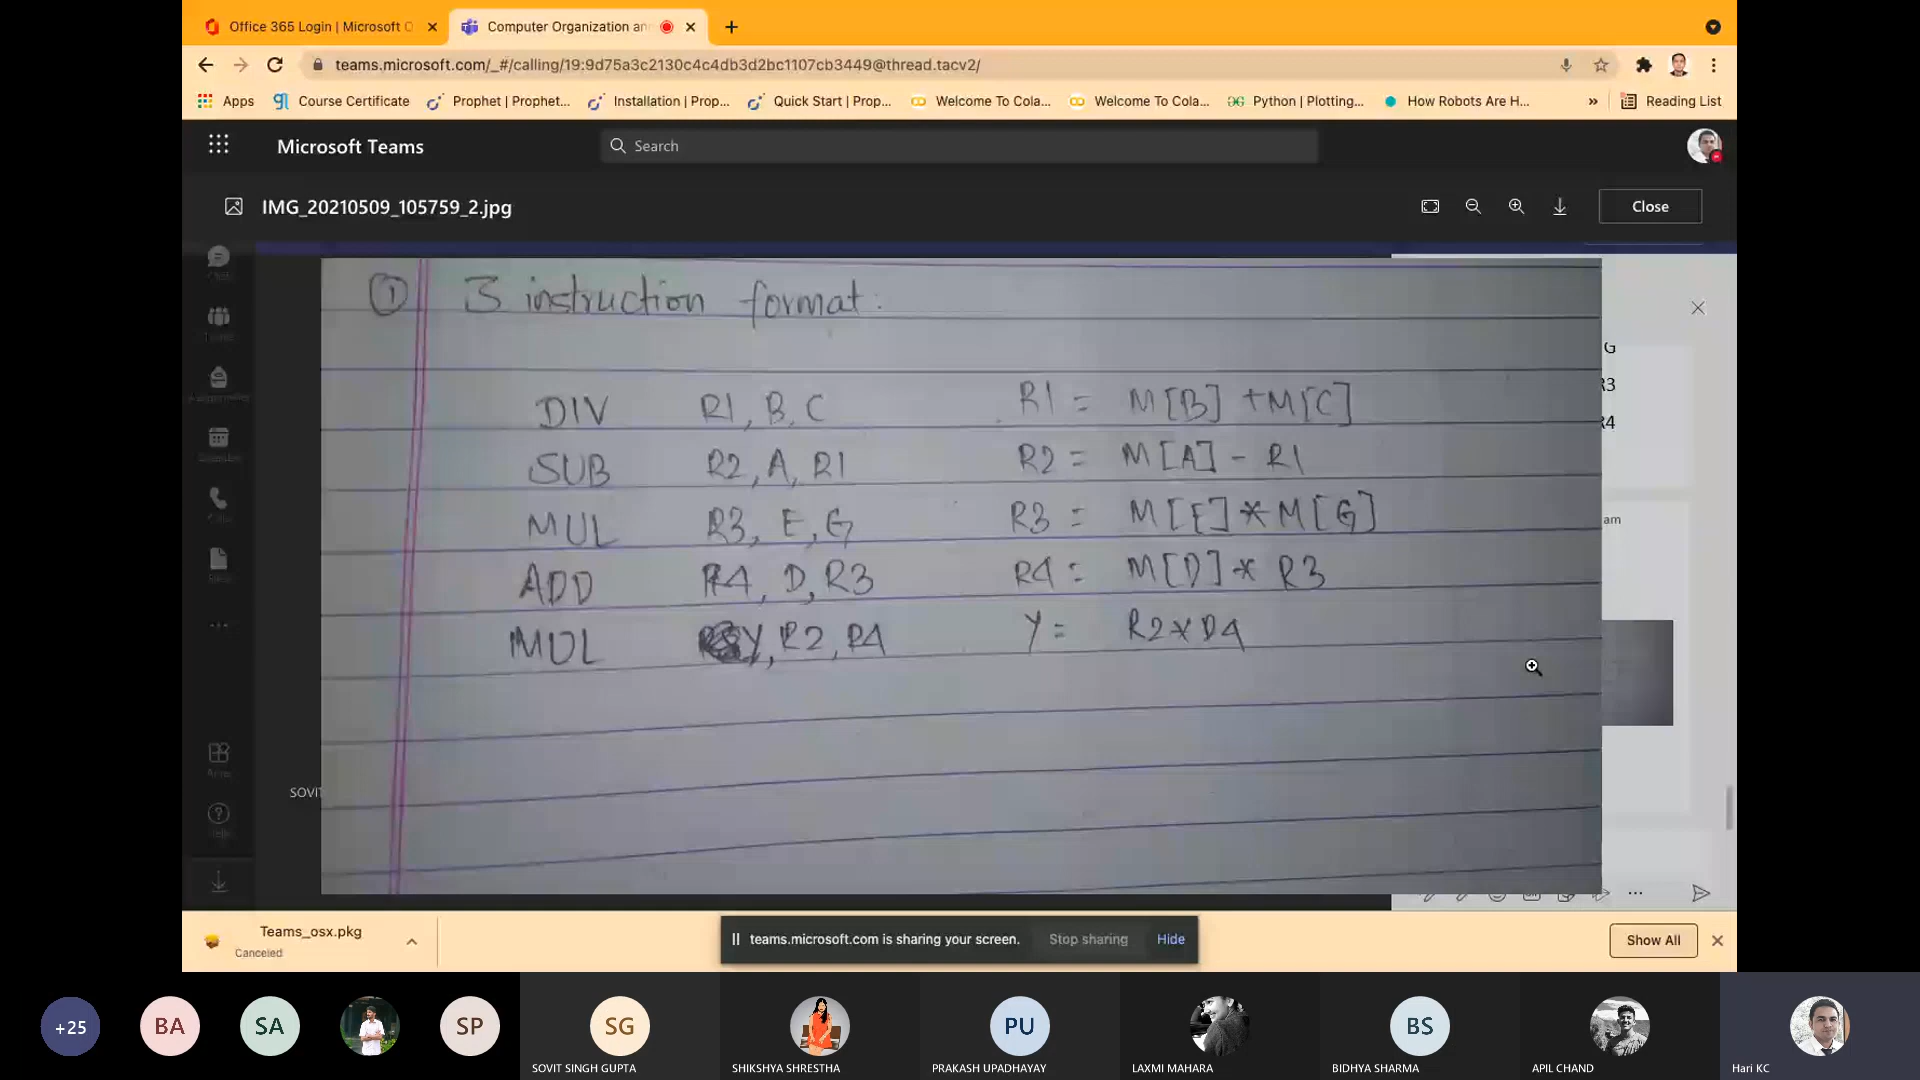 Office 365 Login | Microsoft O
Computer Organization an
teams.microsoft.com/_#/calling/19:9d75a3c2130c4c4db3d2bc1107cb3449@thread.tacv2/
Apps Course Certificate Prophet | Prophet... Installation | Prop... Quick Start | Prop... Welcome To Cola... Welcome To Cola... Python | Plotting... How Robots Are H... » Reading List
Microsoft Teams
Search
IMG_20210509_105759_2.jpg
Close
① 3 instruction format:
DIV R1, B, C R1 = M[B] + M[C]
SUB R2, A, R1 R2 = M[A] - R1
MUL R3, E, G R3 = M[E] * M[G]
ADD R4, D, R3 R4 = M[D] * R3
MUL Y, R2, R4 Y = R2 * R4
G
R3
R4
am
SOVIT
Teams_osx.pkg
Canceled
teams.microsoft.com is sharing your screen. Stop sharing Hide
Show All
+25 BA SA SP SG PU BS
SOVIT SINGH GUPTA SHIKSHYA SHRESTHA PRAKASH UPADHAYAY LAXMI MAHARA BIDHYA SHARMA APIL CHAND Hari KC